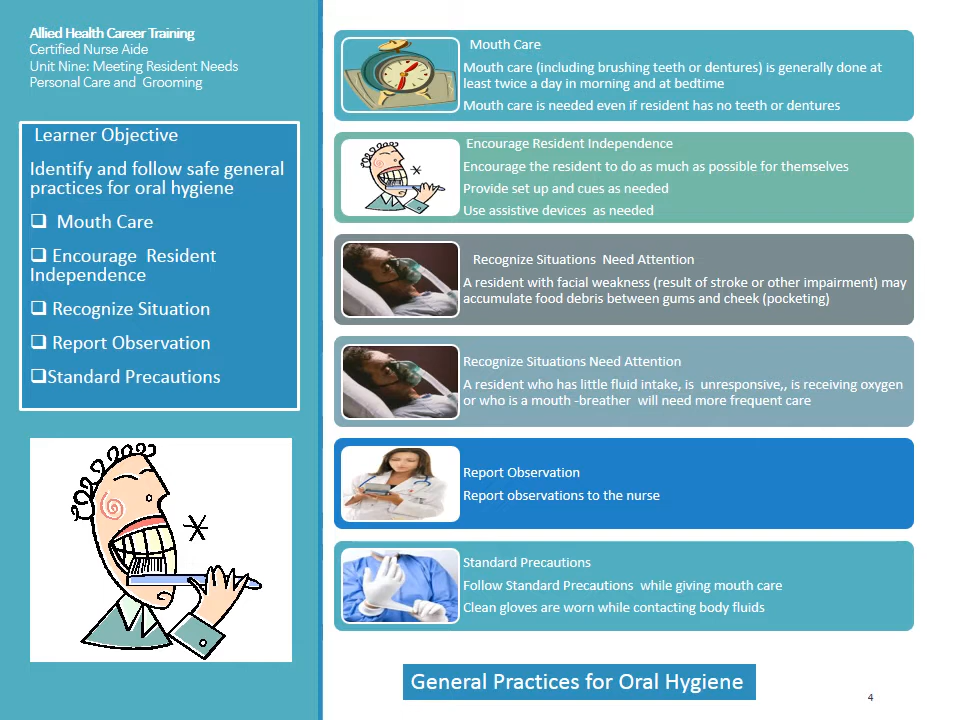 Allied Health Career Training
Certified Nurse Aide
Unit Nine: Meeting Resident Needs
Personal Care and Grooming
Learner Objective
Identify and follow safe general
practices for oral hygiene
❑ Mouth Care
❑ Encourage Resident
Independence
❑ Recognize Situation
❑ Report Observation
❑Standard Precautions
Mouth Care
Mouth care (including brushing teeth or dentures) is generally done at
least twice a day in morning and at bedtime
Mouth care is needed even if resident has no teeth or dentures
Encourage Resident Independence
Encourage the resident to do as much as possible for themselves
Provide set up and cues as needed
Use assistive devices as needed
Recognize Situations Need Attention
A resident with facial weakness (result of stroke or other impairment) may
accumulate food debris between gums and cheek (pocketing)
Recognize Situations Need Attention
A resident who has little fluid intake, is unresponsive,, is receiving oxygen
or who is a mouth -breather will need more frequent care
Report Observation
Report observations to the nurse
Standard Precautions
Follow Standard Precautions while giving mouth care
Clean gloves are worn while contacting body fluids
General Practices for Oral Hygiene
4